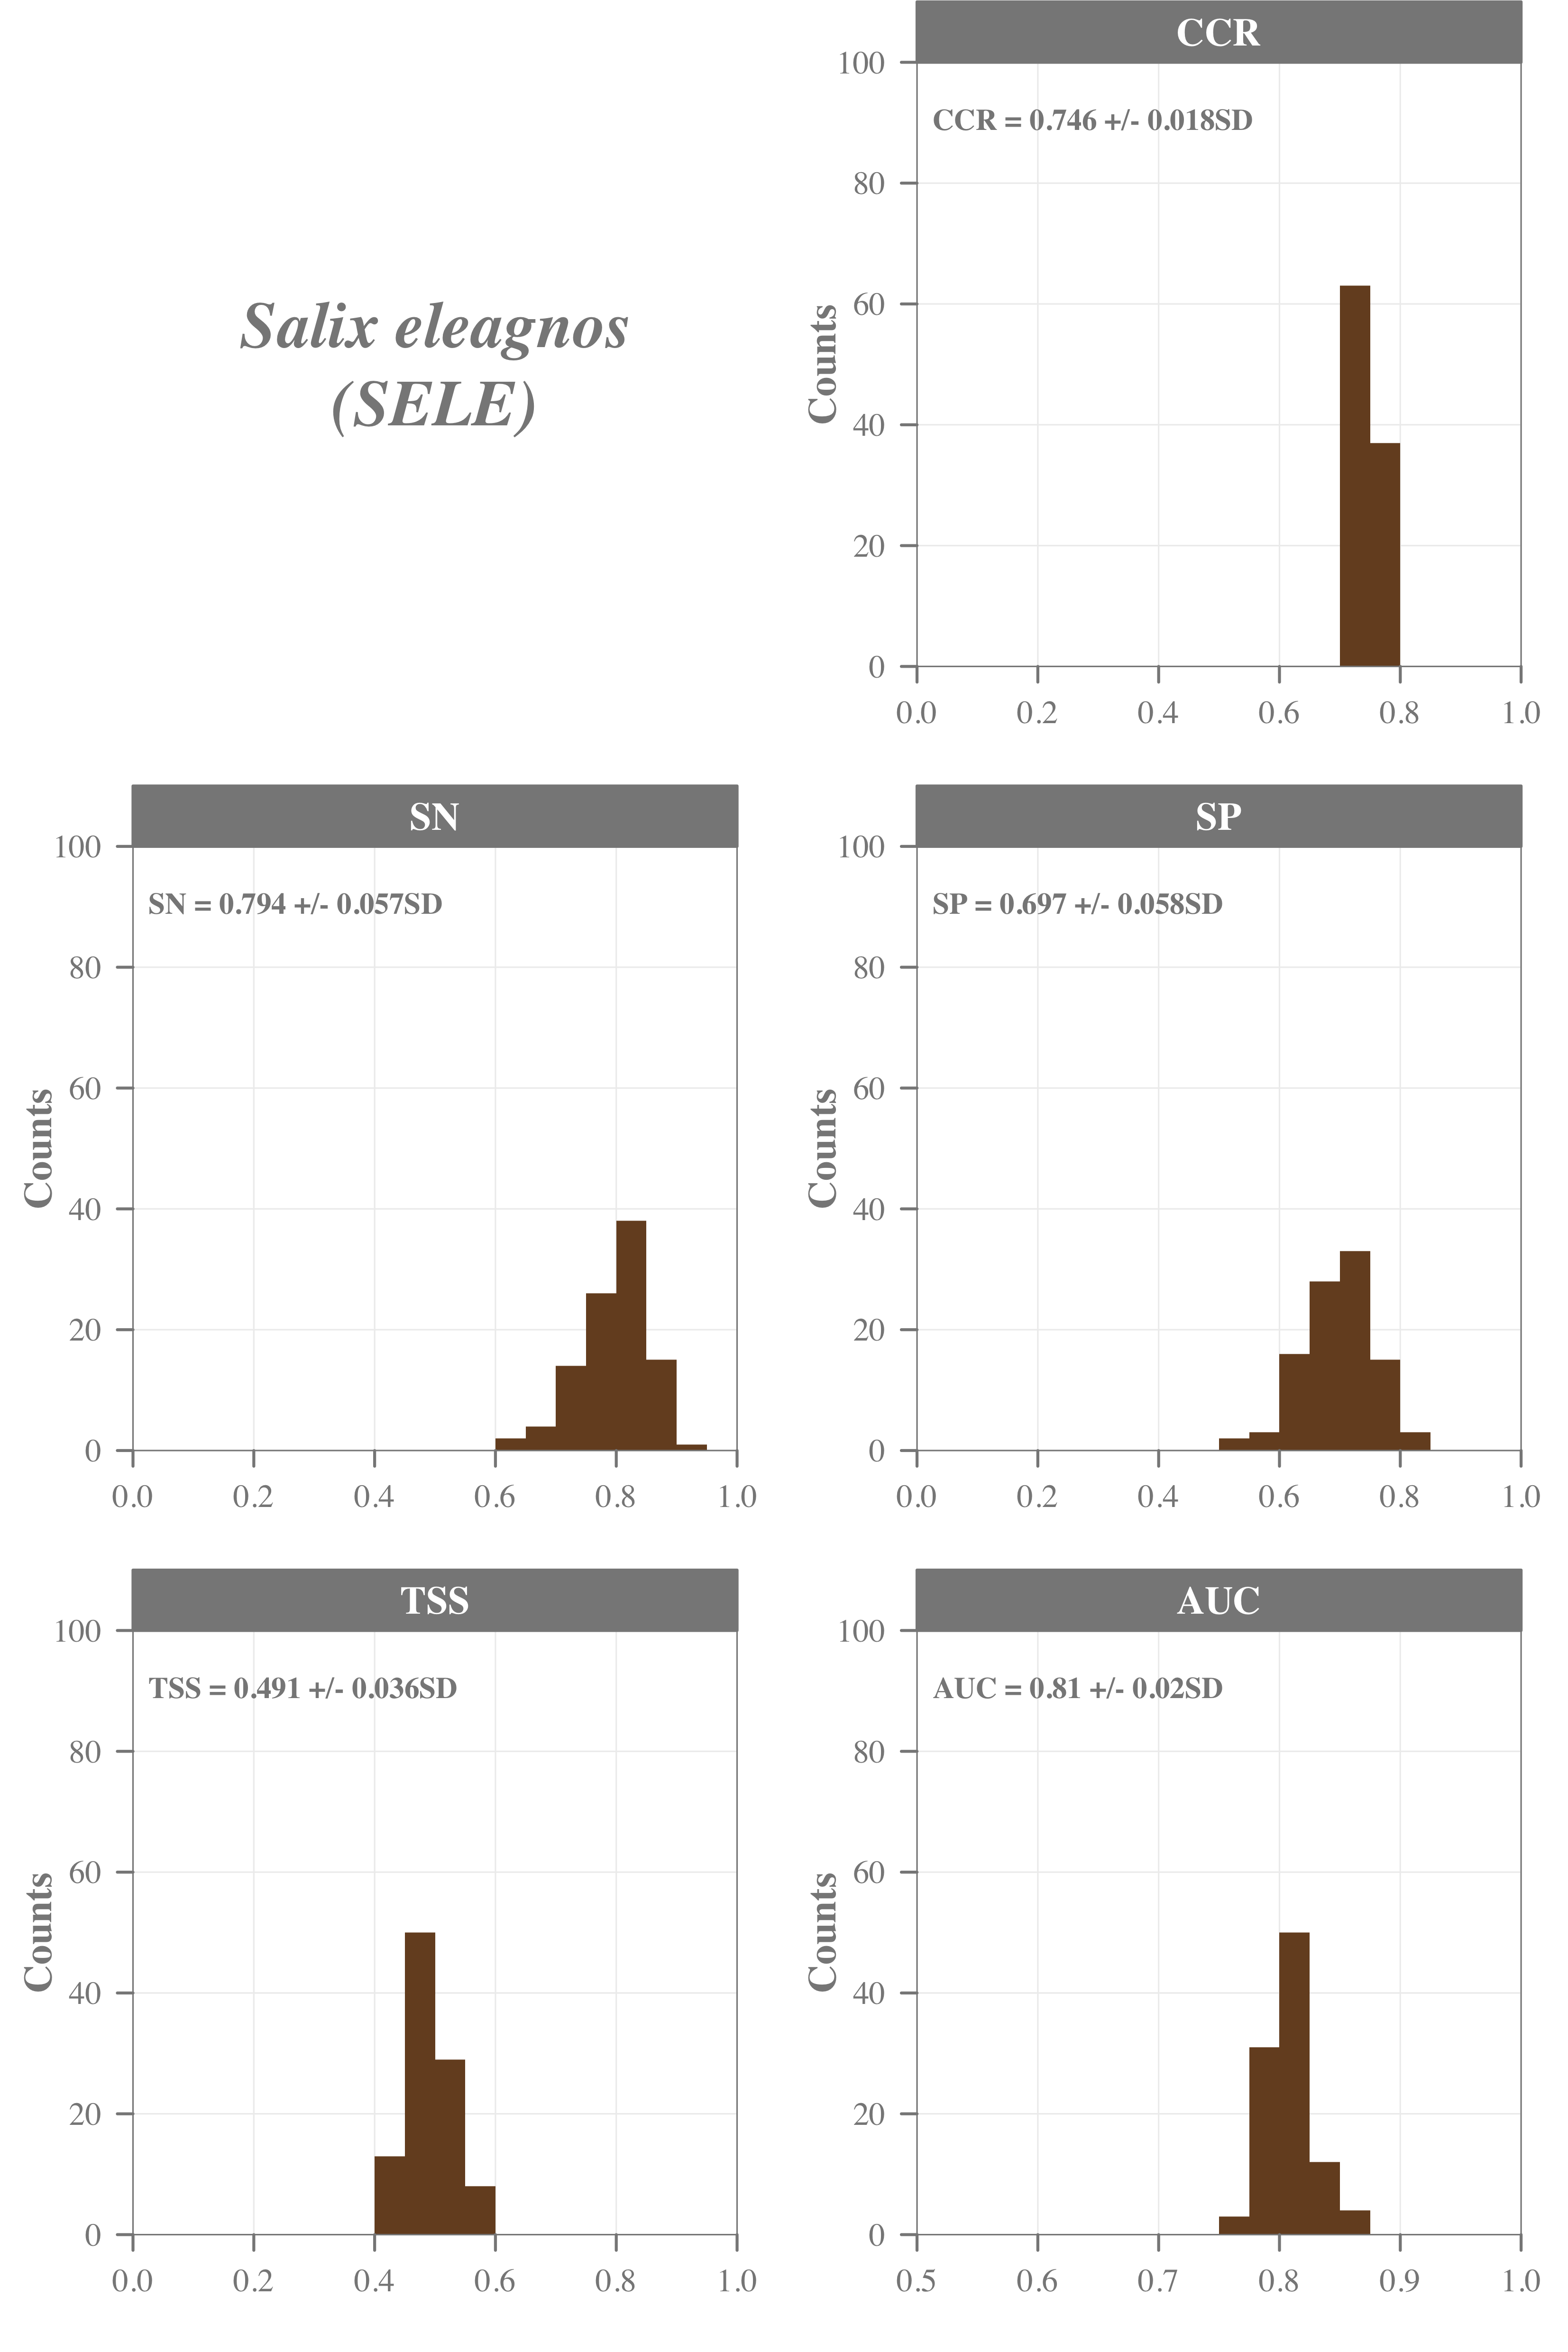 Salix eleagnos
(SELE)
CCR
CCR = 0.746 +/- 0.018SD
Counts
100
80
60
40
20
0
0.0 0.2 0.4 0.6 0.8 1.0
SN
SN = 0.794 +/- 0.057SD
Counts
100
80
60
40
20
0
0.0 0.2 0.4 0.6 0.8 1.0
SP
SP = 0.697 +/- 0.058SD
Counts
100
80
60
40
20
0
0.0 0.2 0.4 0.6 0.8 1.0
TSS
TSS = 0.491 +/- 0.036SD
Counts
100
80
60
40
20
0
0.0 0.2 0.4 0.6 0.8 1.0
AUC
AUC = 0.81 +/- 0.02SD
Counts
100
80
60
40
20
0
0.5 0.6 0.7 0.8 0.9 1.0